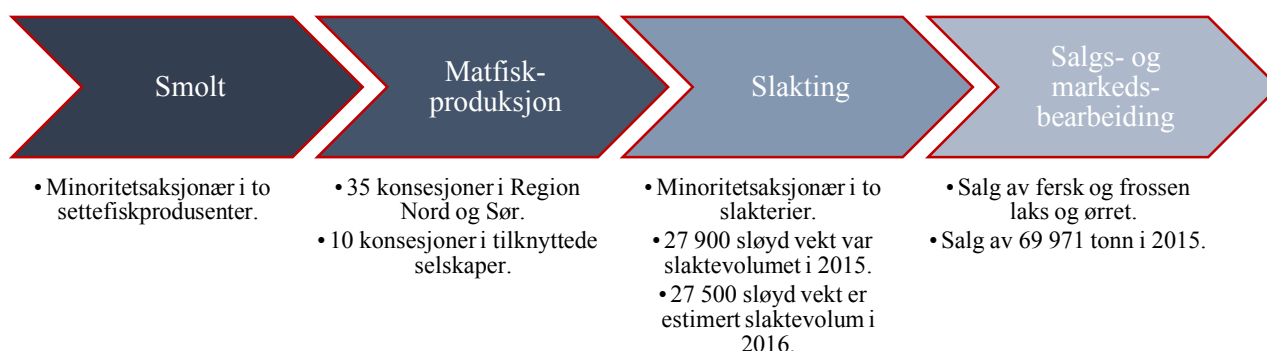 Smolt
Matfisk-
produksjon
Slakting
Salgs- og
markeds-
bearbeiding
• Minoritetsaksjonær i to
settefiskprodusenter.
• 35 konsesjoner i Region
Nord og Sør.
• 10 konsesjoner i tilknyttede
selskaper.
• Minoritetsaksjonær i to
slakterier.
• 27 900 sløyd vekt var
slaktevolumet i 2015.
• 27 500 sløyd vekt er
estimert slaktevolum i
2016.
• Salg av fersk og frossen
laks og ørret.
• Salg av 69 971 tonn i 2015.